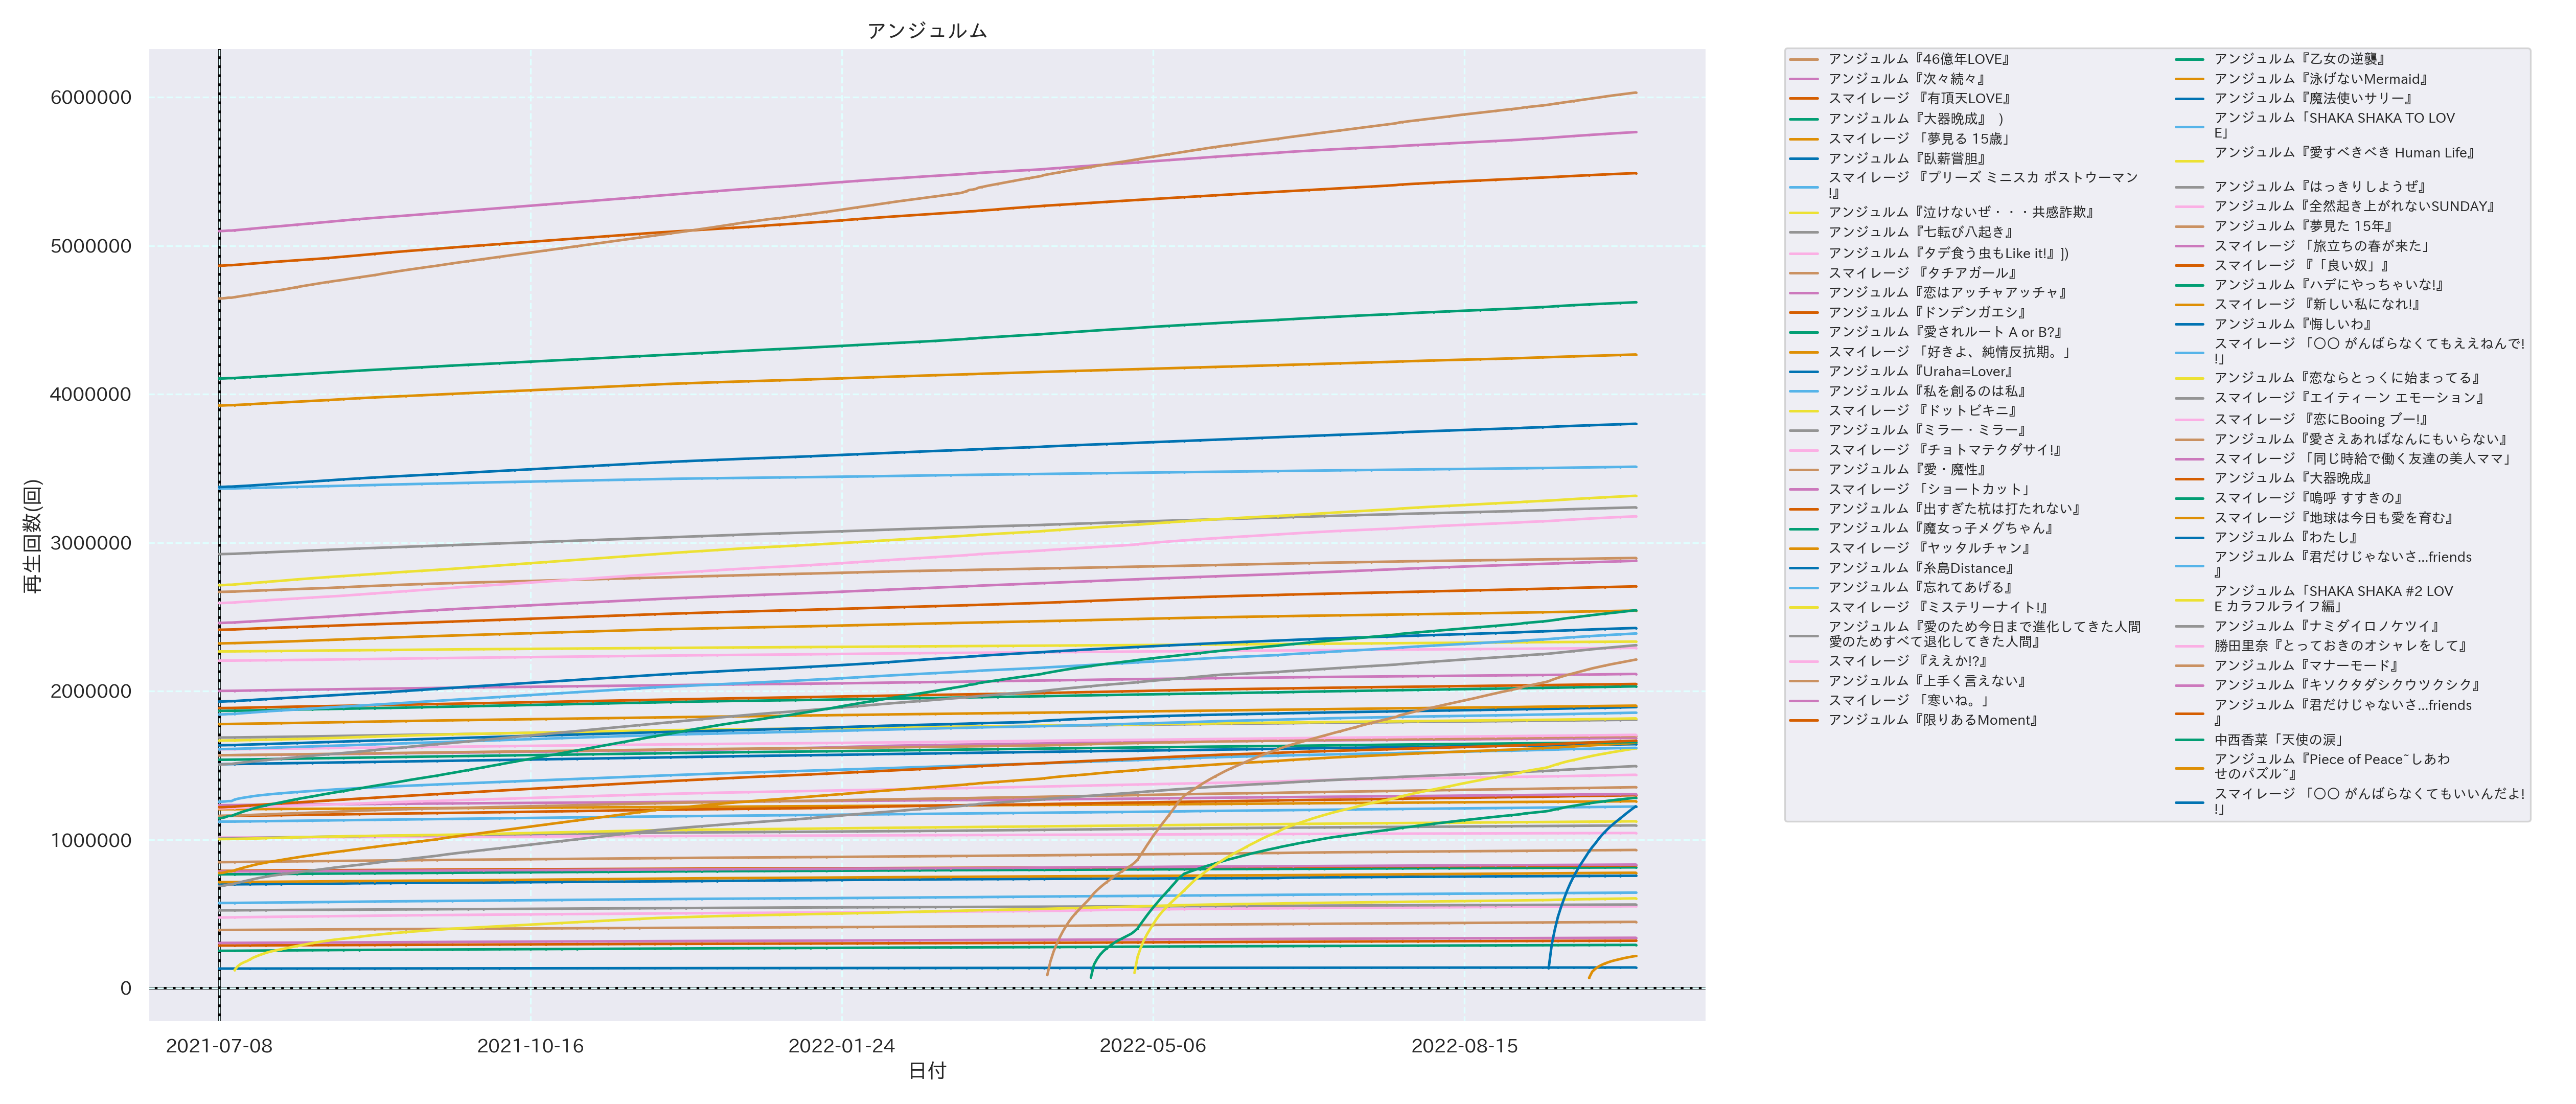 アンジュルム
6000000
5000000
4000000
3000000
2000000
1000000
0
再生回数(回)
2021-07-08
2021-10-16
2022-01-24
2022-05-06
2022-08-15
日付
アンジュルム『46億年LOVE』
アンジュルム『次々続々』
スマイレージ 『有頂天LOVE』
アンジュルム『大器晩成』 )
スマイレージ 「夢見る 15歳」
アンジュルム『臥薪嘗胆』
スマイレージ 『プリーズ ミニスカ ポストウーマン
!』
アンジュルム『泣けないぜ・・・共感詐欺』
アンジュルム『七転び八起き』
アンジュルム『タデ食う虫もLike it!』])
スマイレージ 『タチアガール』
アンジュルム『恋はアッチャアッチャ』
アンジュルム『ドンデンガエシ』
アンジュルム『愛されルート A or B?』
スマイレージ 「好きよ、純情反抗期。」
アンジュルム『Uraha=Lover』
アンジュルム『私を創るのは私』
スマイレージ 『ドットビキニ』
アンジュルム『ミラー・ミラー』
スマイレージ 『チョトマテクダサイ!』
アンジュルム『愛・魔性』
スマイレージ 「ショートカット」
アンジュルム『出すぎた杭は打たれない』
アンジュルム『魔女っ子メグちゃん』
スマイレージ 『ヤッタルチャン』
アンジュルム『糸島Distance』
アンジュルム『忘れてあげる』
スマイレージ 『ミステリーナイト!』
アンジュルム『愛のため今日まで進化してきた人間
愛のためすべて退化してきた人間』
スマイレージ 『ええか!?』
アンジュルム『上手く言えない』
スマイレージ 「寒いね。」
アンジュルム『限りあるMoment』
アンジュルム『乙女の逆襲』
アンジュルム『泳げないMermaid』
アンジュルム『魔法使いサリー』
アンジュルム「SHAKA SHAKA TO LOV
E」
アンジュルム『愛すべきべき Human Life』
アンジュルム『はっきりしようぜ』
アンジュルム『全然起き上がれないSUNDAY』
アンジュルム『夢見た 15年』
スマイレージ 「旅立ちの春が来た」
スマイレージ 『「良い奴」』
アンジュルム『ハデにやっちゃいな!』
スマイレージ 『新しい私になれ!』
アンジュルム『悔しいわ』
スマイレージ 「〇〇 がんばらなくてもええねんで!
!」
アンジュルム『恋ならとっくに始まってる』
アンジュルム『エイティーン エモーション』
スマイレージ 『恋にBooing ブー!』
アンジュルム『愛さえあればなんにもいらない』
スマイレージ 「同じ時給で働く友達の美人ママ」
アンジュルム『大器晩成』
スマイレージ『嗚呼 すすきの』
スマイレージ『地球は今日も愛を育む』
アンジュルム『わたし』
アンジュルム『君だけじゃないさ...friends
』
アンジュルム「SHAKA SHAKA #2 LOV
E カラフルライフ編」
アンジュルム『ナミダイロノケツイ』
勝田里奈『とっておきのオシャレをして』
アンジュルム『マナーモード』
アンジュルム『キソクタダシクウツクシク』
アンジュルム『君だけじゃないさ...friends
』
中西香菜「天使の涙」
アンジュルム『Piece of Peace~しあわ
せのパズル~』
スマイレージ 「〇〇 がんばらなくてもいいんだよ!
!」